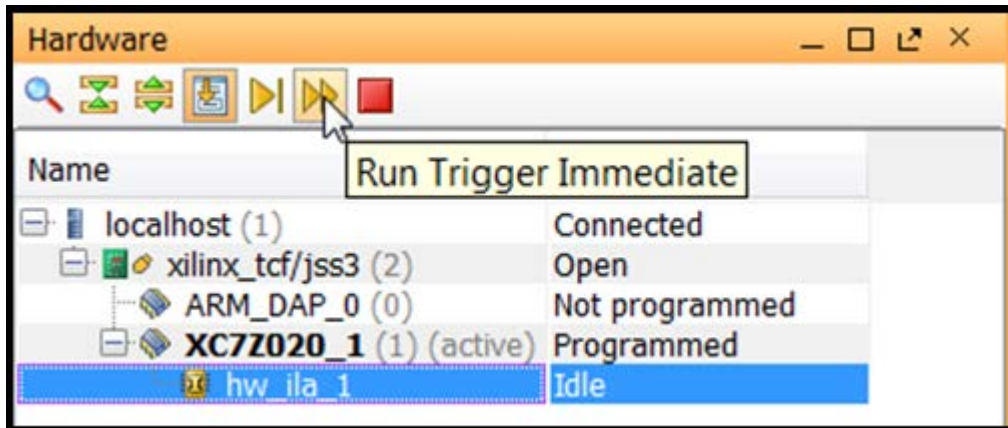 Hardware
Name
Run Trigger Immediate
localhost (1) Connected
xilinx_tcf/jss3 (2) Open
ARM_DAP_0 (0) Not programmed
XC7Z020_1 (1) (active) Programmed
hw_ila_1 Idle